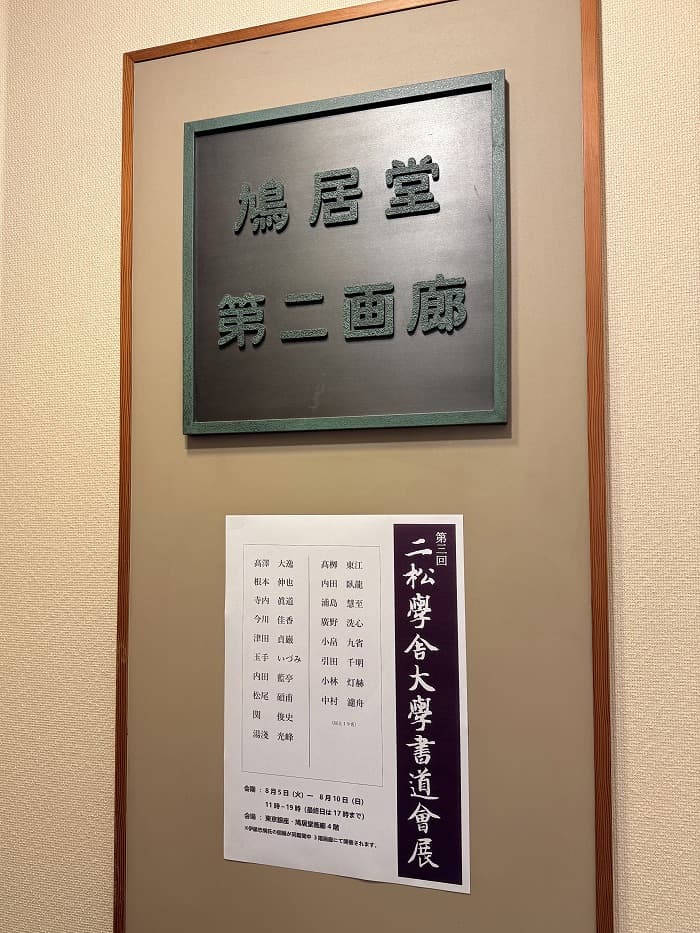 鳩居堂
第二画廊
第三回
二松學舍大學書道會展
髙柳 東江
内田 臥龍
浦島 慧至
廣野 洗心
小畠 九省
引田 千明
小林 灯赫
中村 瀧舟
髙澤 大逸
根本 伸也
寺内 眞道
今川 佳香
津田 貞巖
玉手 いづみ
内田 藍亭
松尾 碩甫
関 俊史
湯淺 光峰
会期 : 8月5日（火）― 8月10日（日）
11時－19時（最終日は17時まで）
会場 : 東京銀座・鳩居堂画廊4階